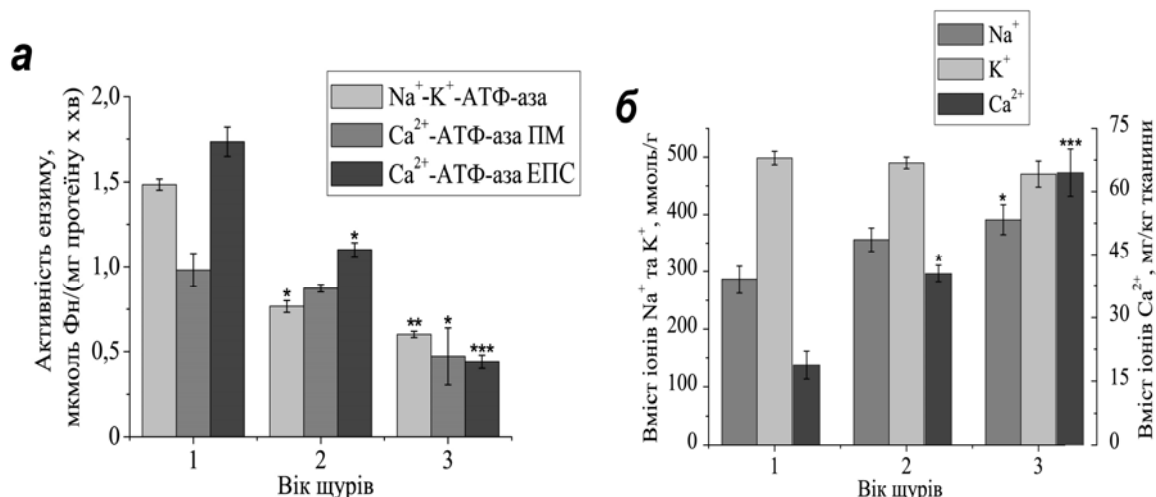 а
Na⁺-K⁺-АТФ-аза
Ca²⁺-АТФ-аза ПМ
Ca²⁺-АТФ-аза ЕПС
Активність ензиму,
мкмоль Фн/(мг протеїну х хв)
2,0
1,5
1,0
0,5
0
*
*
**
*
***
1
2
3
Вік щурів
б
Na⁺
K⁺
Ca²⁺
Вміст іонів Na⁺ та K⁺, ммоль/г
500
400
300
200
100
0
*
*
***
75
60
45
30
15
0
Вміст іонів Ca²⁺, мг/кг тканини
1
2
3
Вік щурів